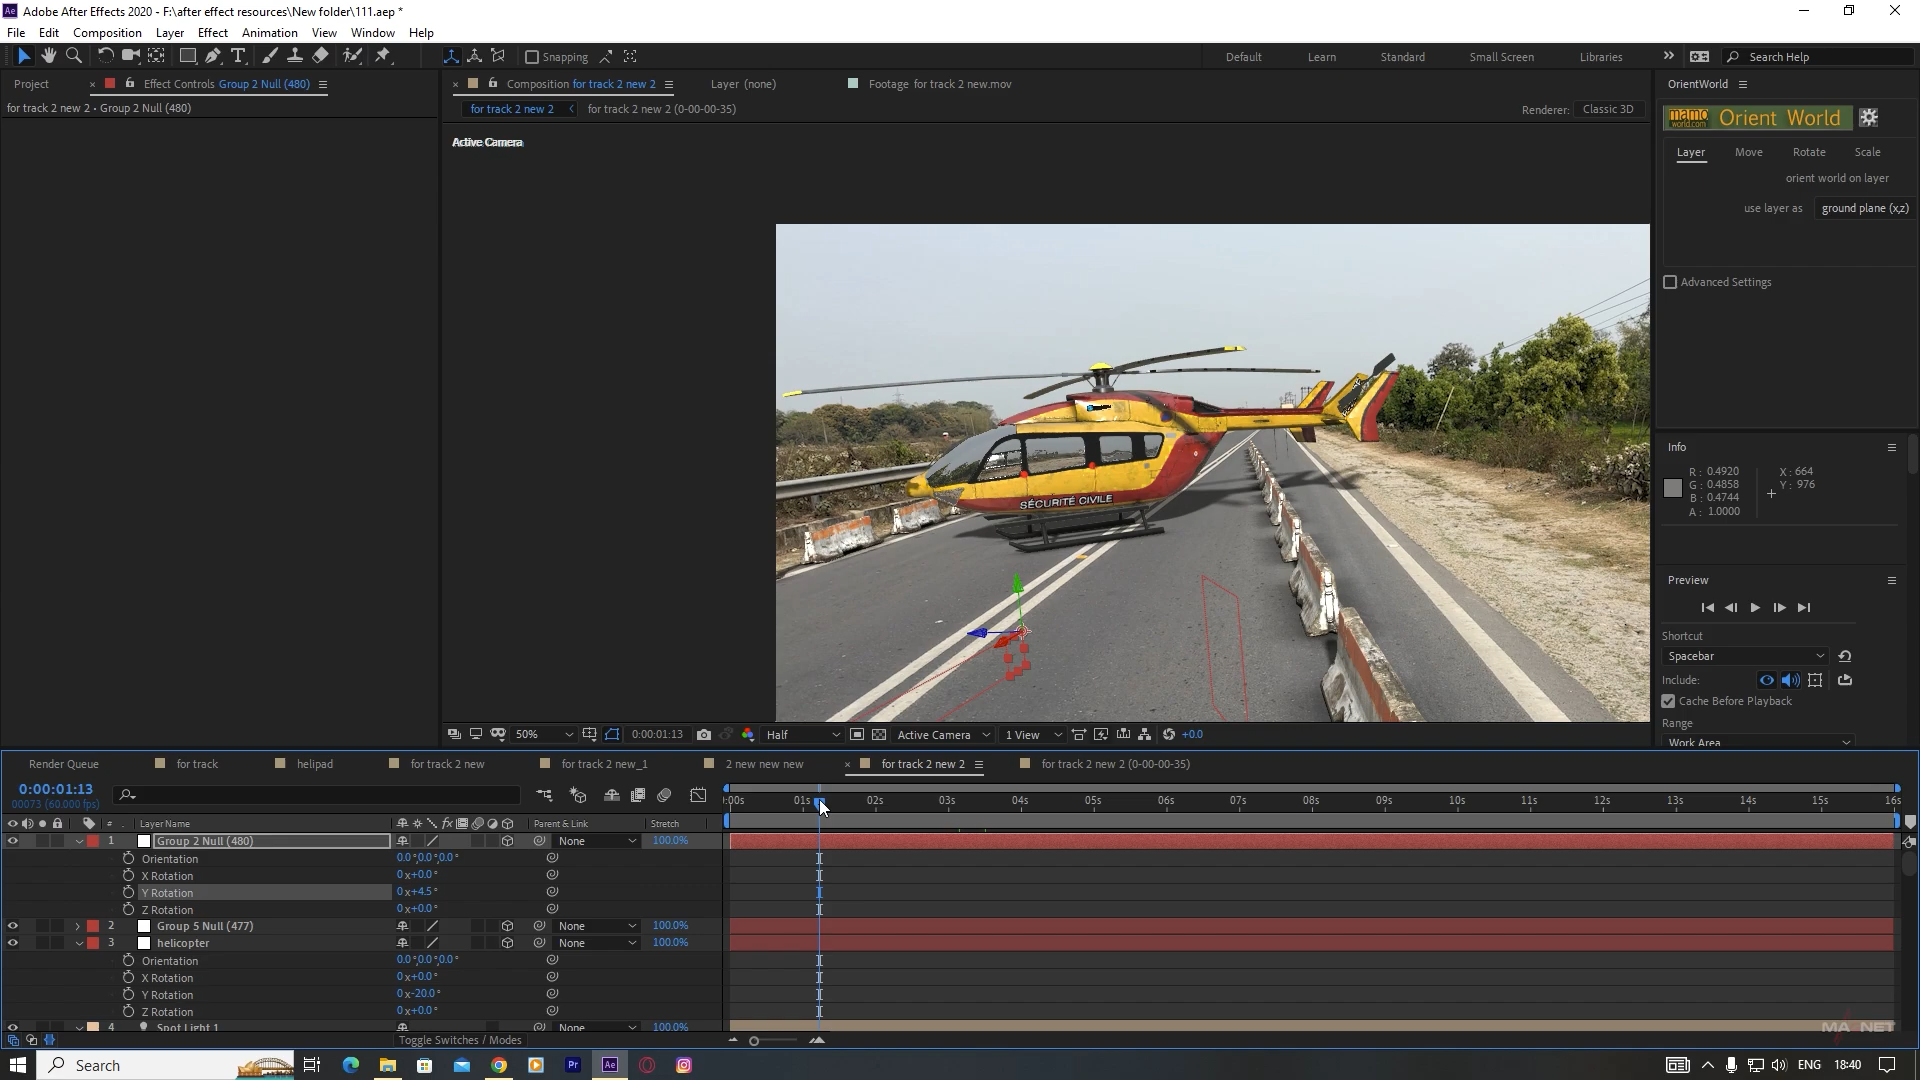 Adobe After Effects 2020 - F:\after effect resources\New folder\111.aep *
File Edit Composition Layer Effect Animation View Window Help
Snapping Default Learn Standard Small Screen Libraries Search Help
Project Effect Controls Group 2 Null (480) Composition for track 2 new 2 Layer (none) Footage for track 2 new.mov OrientWorld
for track 2 new 2 • Group 2 Null (480) for track 2 new 2 for track 2 new 2 (0-00-00-35) Renderer: Classic 3D
mamo world.com Orient World
Active Camera
Layer Move Rotate Scale
orient world on layer
use layer as ground plane (x,z)
Advanced Settings
SÉCURITÉ CIVILE
Info
R: 0.4920 X: 664
G: 0.4858 Y: 976
B: 0.4744
A: 1.0000
Preview
Shortcut
Spacebar
Include:
Cache Before Playback
Range
Work Area
50% 0:00:01:13 Half Active Camera 1 View +0.0
Render Queue for track helipad for track 2 new for track 2 new_1 2 new new new for track 2 new 2 for track 2 new 2 (0-00-00-35)
0:00:01:13
00073 (60.000 fps)
:00s 01s 02s 03s 04s 05s 06s 07s 08s 09s 10s 11s 12s 13s 14s 15s 16s
# Layer Name fx Parent & Link Stretch
1 Group 2 Null (480) None 100.0%
Orientation 0.0°,0.0°,0.0°
X Rotation 0x+0.0°
Y Rotation 0x+4.5°
Z Rotation 0x+0.0°
2 Group 5 Null (477) None 100.0%
3 helicopter None 100.0%
Orientation 0.0°,0.0°,0.0°
X Rotation 0x+0.0°
Y Rotation 0x-20.0°
Z Rotation 0x+0.0°
4 Spot Light 1 None 100.0%
Toggle Switches / Modes
Search Pr Ae ENG 18:40